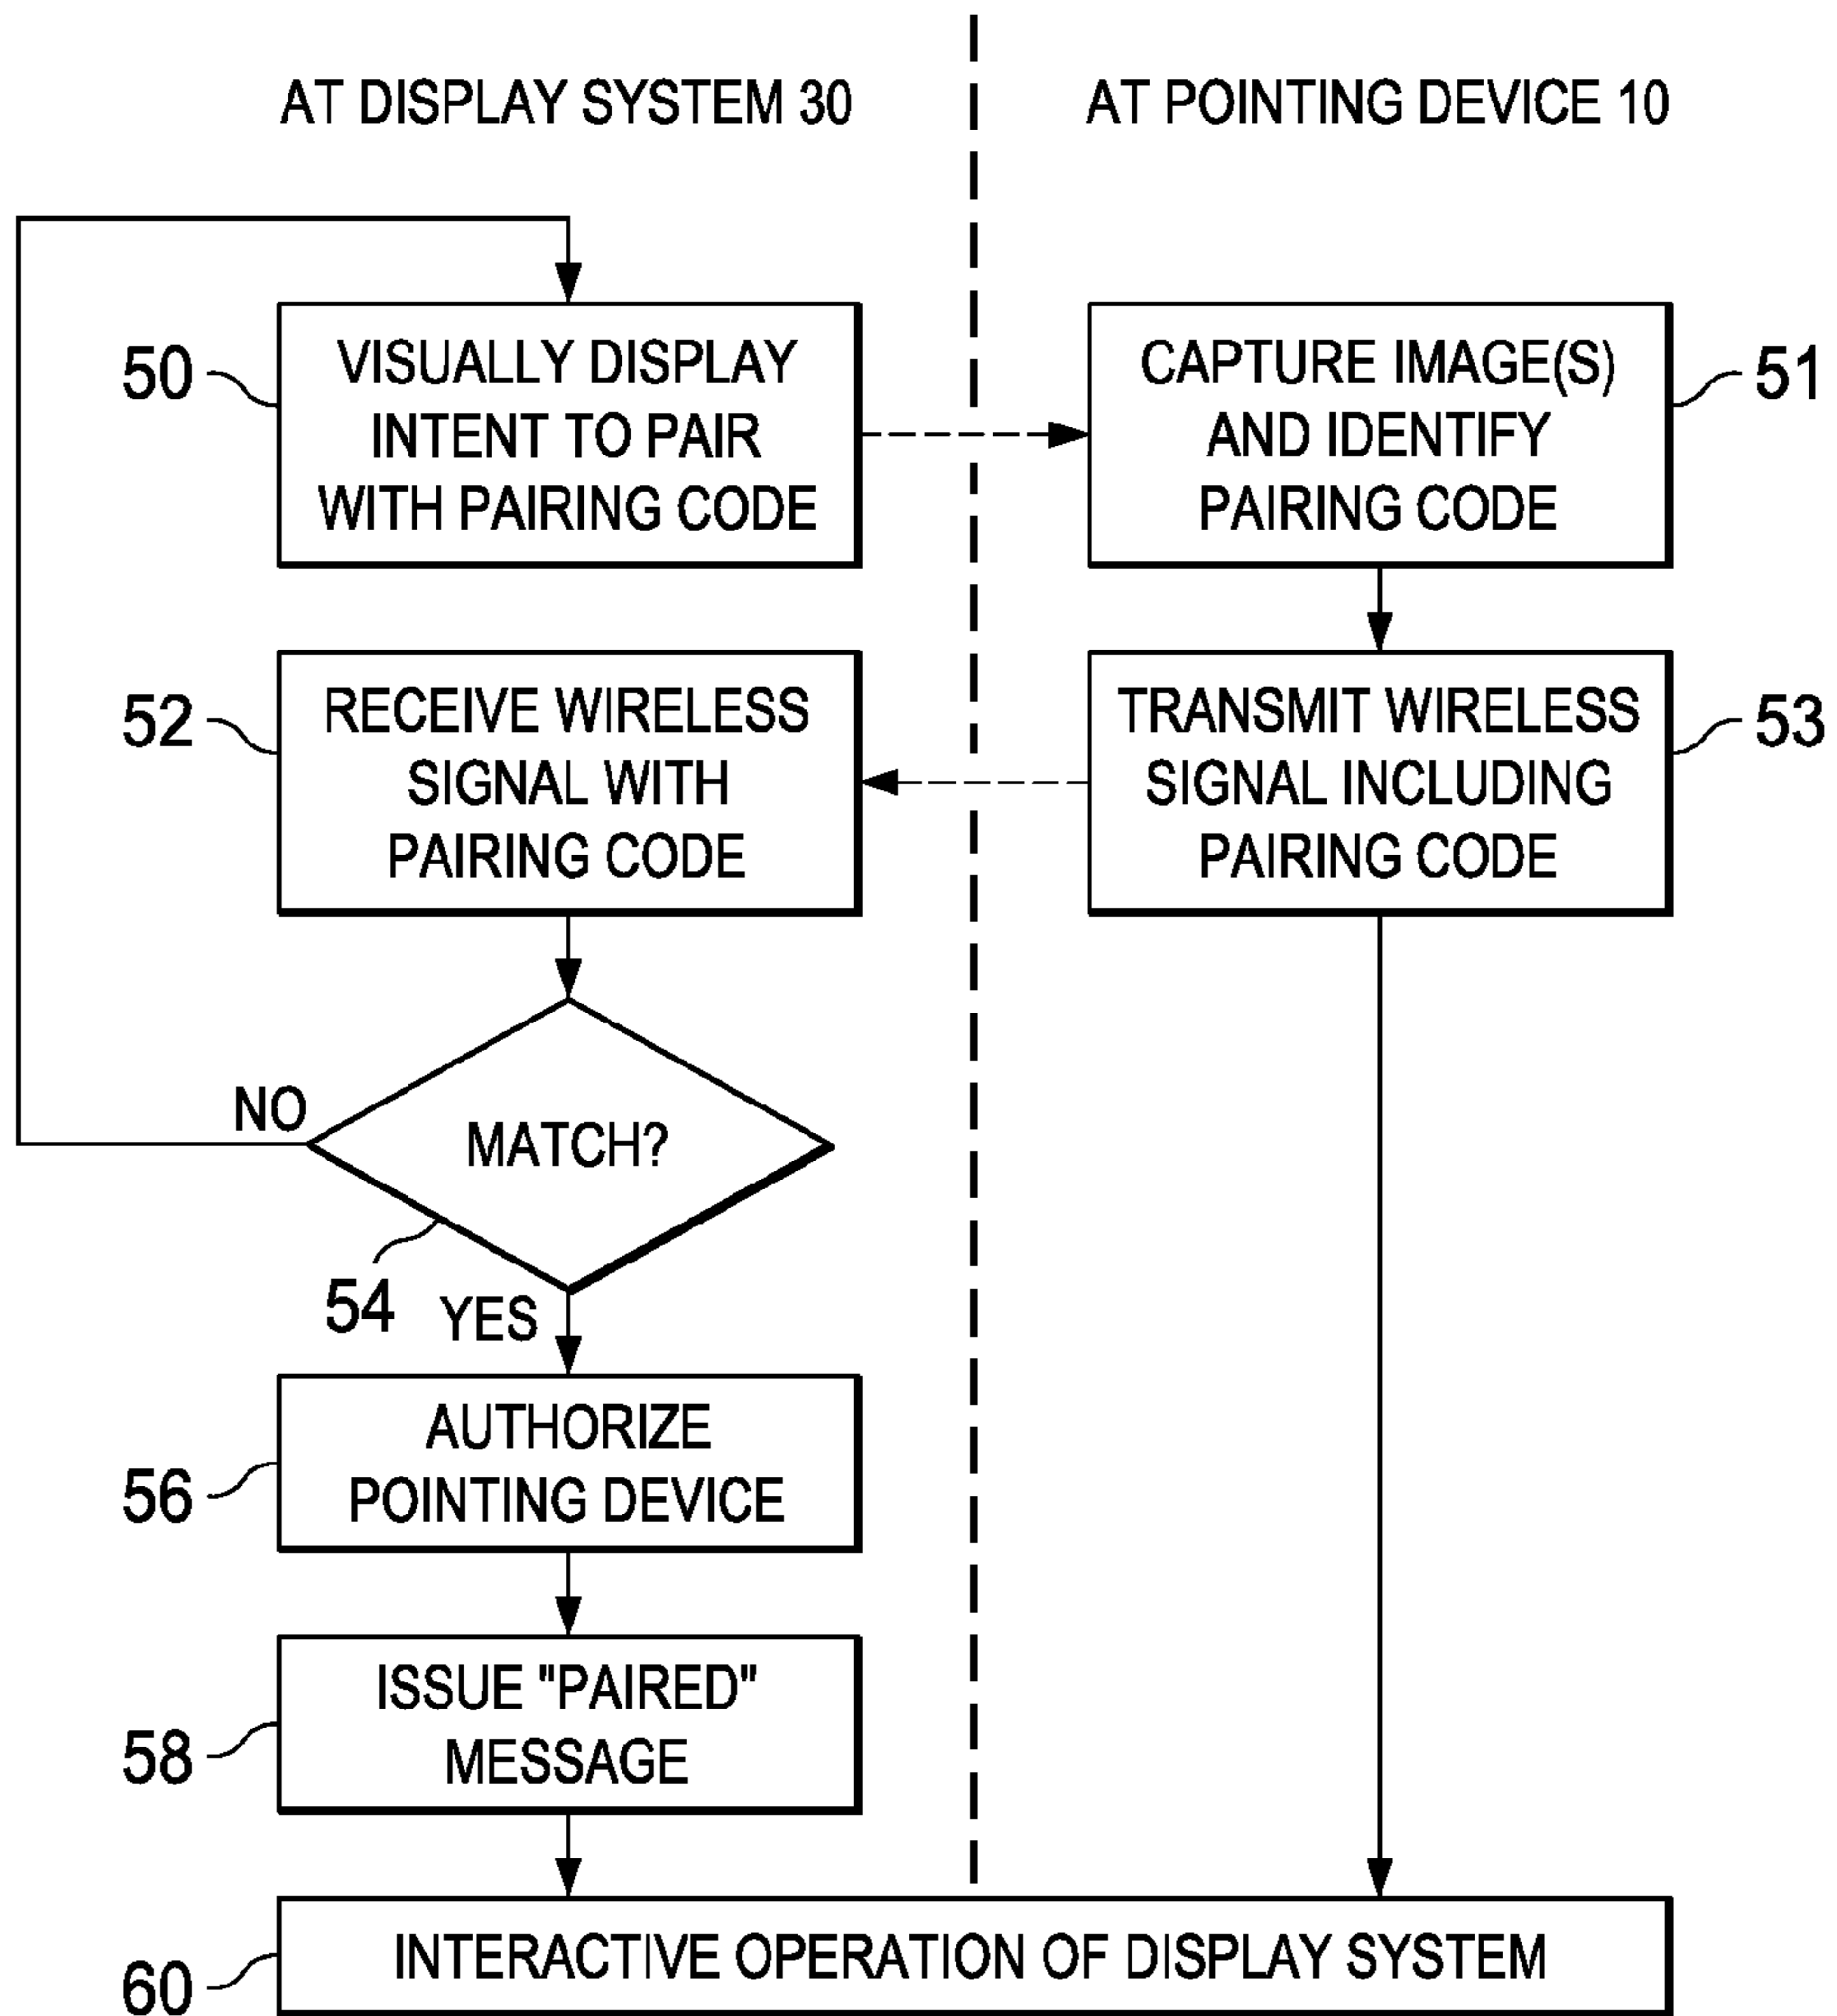 AT DISPLAY SYSTEM 30
AT POINTING DEVICE 10
50
VISUALLY DISPLAY
INTENT TO PAIR
WITH PAIRING CODE
CAPTURE IMAGE(S)
AND IDENTIFY
PAIRING CODE
51
52
RECEIVE WIRELESS
SIGNAL WITH
PAIRING CODE
TRANSMIT WIRELESS
SIGNAL INCLUDING
PAIRING CODE
53
NO
MATCH?
54
YES
56
AUTHORIZE
POINTING DEVICE
58
ISSUE "PAIRED"
MESSAGE
60
INTERACTIVE OPERATION OF DISPLAY SYSTEM